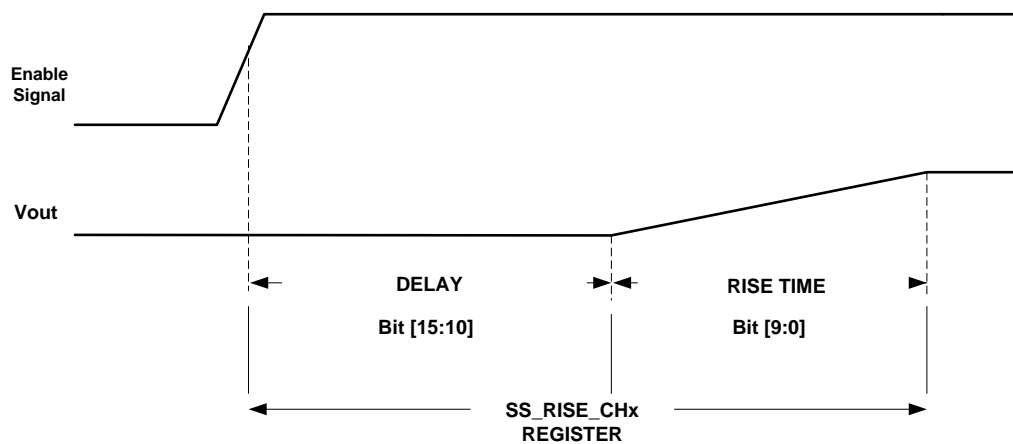 Enable
Signal
Vout
DELAY
RISE TIME
Bit [15:10]
Bit [9:0]
SS_RISE_CHx
REGISTER